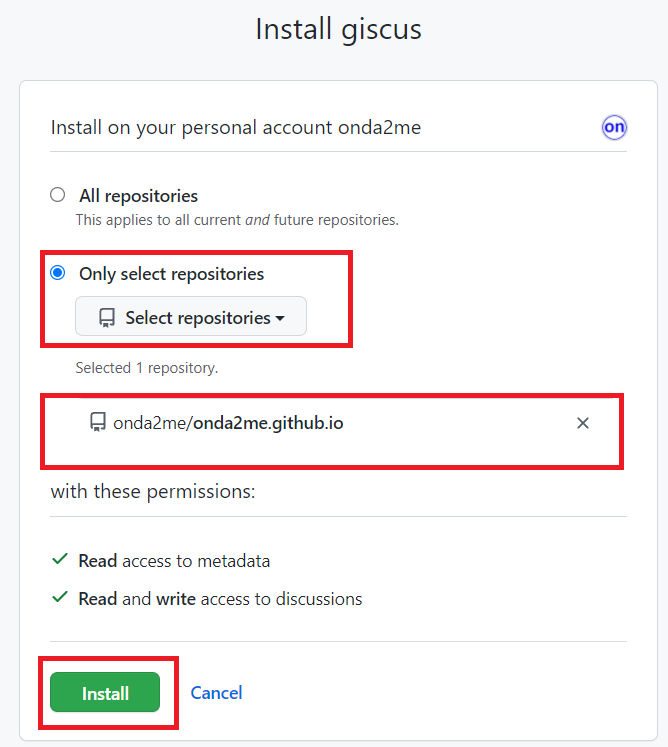 Install giscus
Install on your personal account onda2me
on
All repositories
This applies to all current and future repositories.
Only select repositories
Select repositories
Selected 1 repository.
onda2me/onda2me.github.io
with these permissions:
Read access to metadata
Read and write access to discussions
Install Cancel